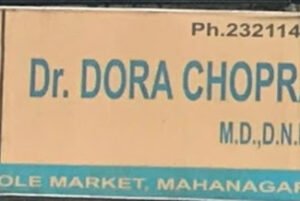 Ph.232114
Dr. DORA CHOPR
M.D.,D.N.
OLE MARKET, MAHANAGAR